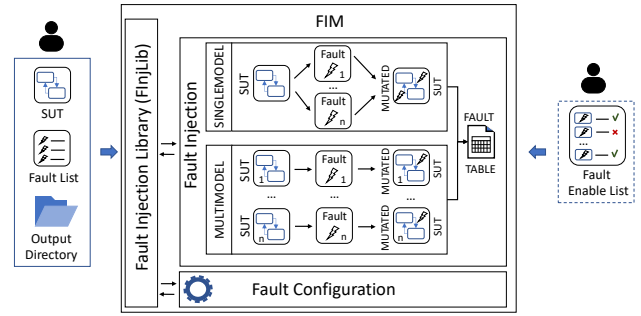 FIM
SUT
Fault List
Output
Directory
Fault Injection Library (FInjLib)
Fault Injection
SINGLEMODEL
SUT
Fault
1
...
Fault
n
MUTATED
SUT
MULTIMODEL
SUT
1
Fault
1
MUTATED
1
SUT
...
...
...
SUT
n
Fault
n
MUTATED
n
SUT
FAULT
TABLE
Fault Configuration
...
Fault
Enable List